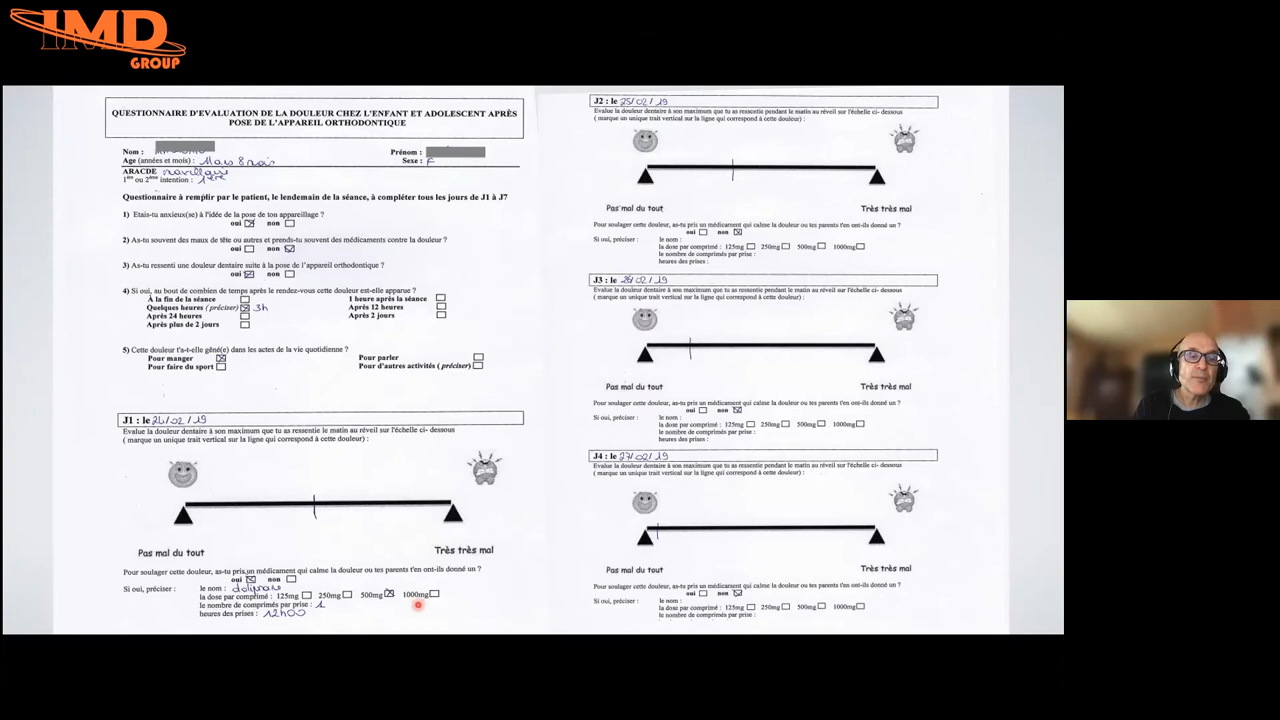 IMD
GROUP
QUESTIONNAIRE D'EVALUATION DE LA DOULEUR CHEZ L'ENFANT ET ADOLESCENT APRÈS
POSE DE L'APPAREIL ORTHODONTIQUE
Nom :
Prénom :
Age (années et mois) : 11ans 8 mois
Sexe : F
ARACDE
1ère ou 2ème intention : 1ère
Questionnaire à remplir par le patient, le lendemain de la séance, à compléter tous les jours de J1 à J7
1) Etais-tu anxieux(se) à l'idée de la pose de ton appareillage ?
oui non
2) As-tu souvent des maux de tête ou autres et prends-tu souvent des médicaments contre la douleur ?
oui non
3) As-tu ressenti une douleur dentaire suite à la pose de l'appareil orthodontique ?
oui non
4) Si oui, au bout de combien de temps après le rendez-vous cette douleur est-elle apparue ?
À la fin de la séance 1 heure après la séance
Quelques heures (préciser) 3h Après 12 heures
Après 24 heures Après 2 jours
Après plus de 2 jours
5) Cette douleur t'a-t-elle gêné(e) dans les actes de la vie quotidienne ?
Pour manger Pour parler
Pour faire du sport Pour d'autres activités ( préciser)
J1 : le 24/02/19
Evalue la douleur dentaire à son maximum que tu as ressentie le matin au réveil sur l'échelle ci- dessous
( marque un unique trait vertical sur la ligne qui correspond à cette douleur) :
Pas mal du tout Très très mal
Pour soulager cette douleur, as-tu pris un médicament qui calme la douleur ou tes parents t'en ont-ils donné un ?
oui non
Si oui, préciser : le nom : doliprane
la dose par comprimé : 125mg 250mg 500mg 1000mg
le nombre de comprimés par prise : 1
heures des prises : 12h00
J2 : le 25/02/19
Evalue la douleur dentaire à son maximum que tu as ressentie pendant le matin au réveil sur l'échelle ci- dessous
( marque un unique trait vertical sur la ligne qui correspond à cette douleur) :
Pas mal du tout Très très mal
Pour soulager cette douleur, as-tu pris un médicament qui calme la douleur ou tes parents t'en ont-ils donné un ?
oui non
Si oui, préciser : le nom :
la dose par comprimé : 125mg 250mg 500mg 1000mg
le nombre de comprimés par prise :
heures des prises :
J3 : le 26/02/19
Evalue la douleur dentaire à son maximum que tu as ressentie pendant le matin au réveil sur l'échelle ci- dessous
( marque un unique trait vertical sur la ligne qui correspond à cette douleur) :
Pas mal du tout Très très mal
Pour soulager cette douleur, as-tu pris un médicament qui calme la douleur ou tes parents t'en ont-ils donné un ?
oui non
Si oui, préciser : le nom :
la dose par comprimé : 125mg 250mg 500mg 1000mg
le nombre de comprimés par prise :
heures des prises :
J4 : le 27/02/19
Evalue la douleur dentaire à son maximum que tu as ressentie pendant le matin au réveil sur l'échelle ci- dessous
( marque un unique trait vertical sur la ligne qui correspond à cette douleur) :
Pas mal du tout Très très mal
Pour soulager cette douleur, as-tu pris un médicament qui calme la douleur ou tes parents t'en ont-ils donné un ?
oui non
Si oui, préciser : le nom :
la dose par comprimé : 125mg 250mg 500mg 1000mg
le nombre de comprimés par prise :